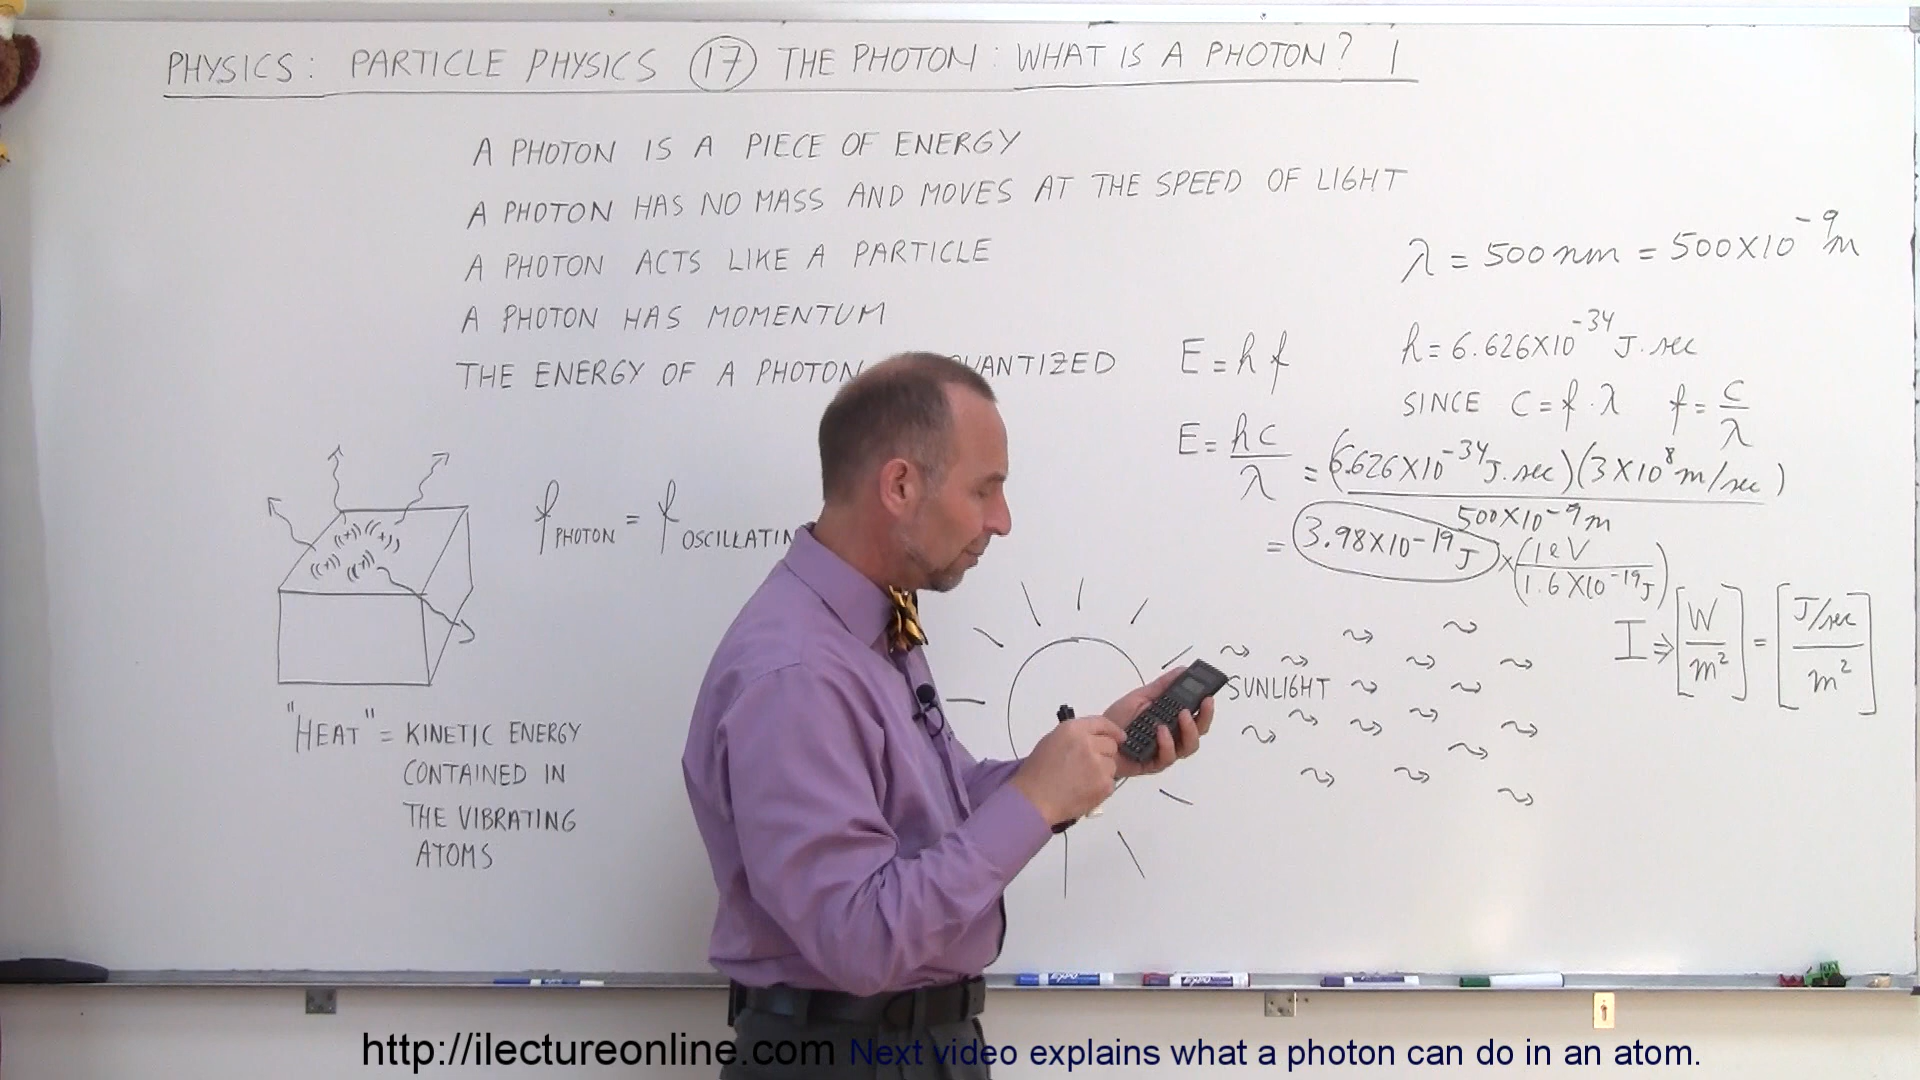 PHYSICS: PARTICLE PHYSICS 17 THE PHOTON: WHAT IS A PHOTON? 1
A PHOTON IS A PIECE OF ENERGY
A PHOTON HAS NO MASS AND MOVES AT THE SPEED OF LIGHT
A PHOTON ACTS LIKE A PARTICLE
A PHOTON HAS MOMENTUM
THE ENERGY OF A PHOTON UANTIZED
f PHOTON = f OSCILLATIN
"HEAT" = KINETIC ENERGY
CONTAINED IN
THE VIBRATING
ATOMS
λ = 500 nm = 500×10⁻⁹ m
E = h f
h = 6.626×10⁻³⁴ J·sec
SINCE C = f·λ f = C/λ
E = hc/λ = (6.626×10⁻³⁴ J·sec)(3×10⁸ m/sec)
500×10⁻⁹ m
= 3.98×10⁻¹⁹ J × (1eV / 1.6×10⁻¹⁹ J)
I ⇒ [W/m²] = [J/sec / m²]
SUNLIGHT
EXPO
EXPO
http://ilectureonline.com Next video explains what a photon can do in an atom.